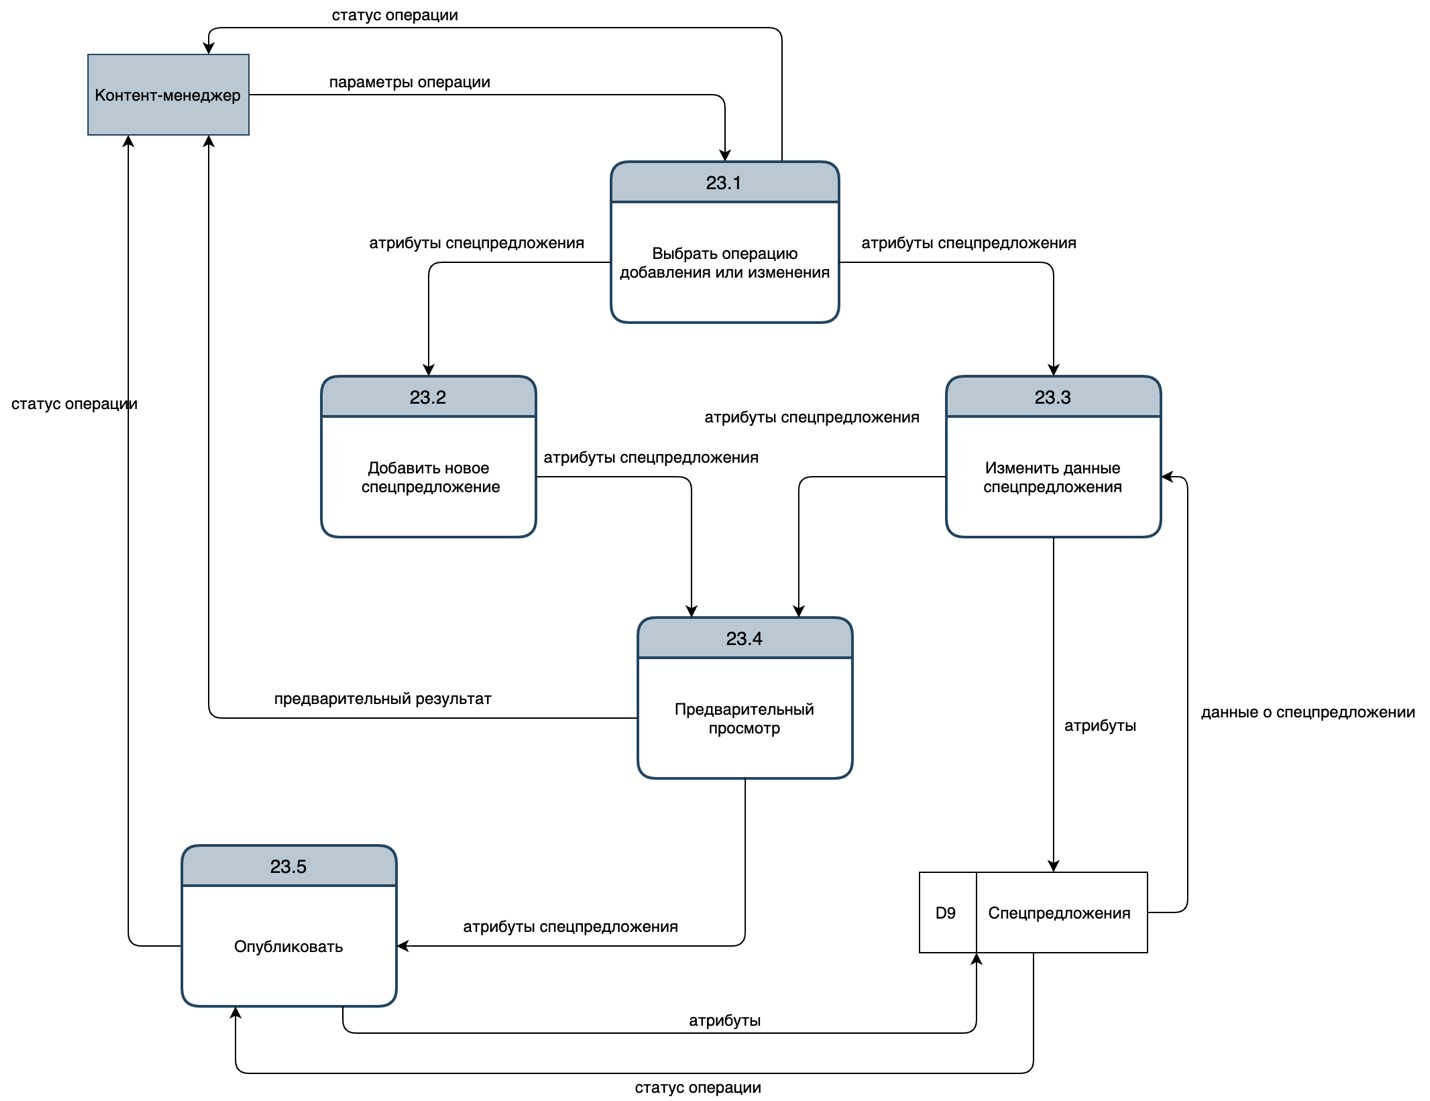 статус операции
Контент-менеджер
параметры операции
23.1
Выбрать операцию
добавления или изменения
атрибуты спецпредложения
атрибуты спецпредложения
23.2
Добавить новое
спецпредложение
23.3
Изменить данные
спецпредложения
статус операции
атрибуты спецпредложения
атрибуты спецпредложения
23.4
Предварительный
просмотр
предварительный результат
атрибуты
данные о спецпредложении
23.5
Опубликовать
атрибуты спецпредложения
D9
Спецпредложения
атрибуты
статус операции